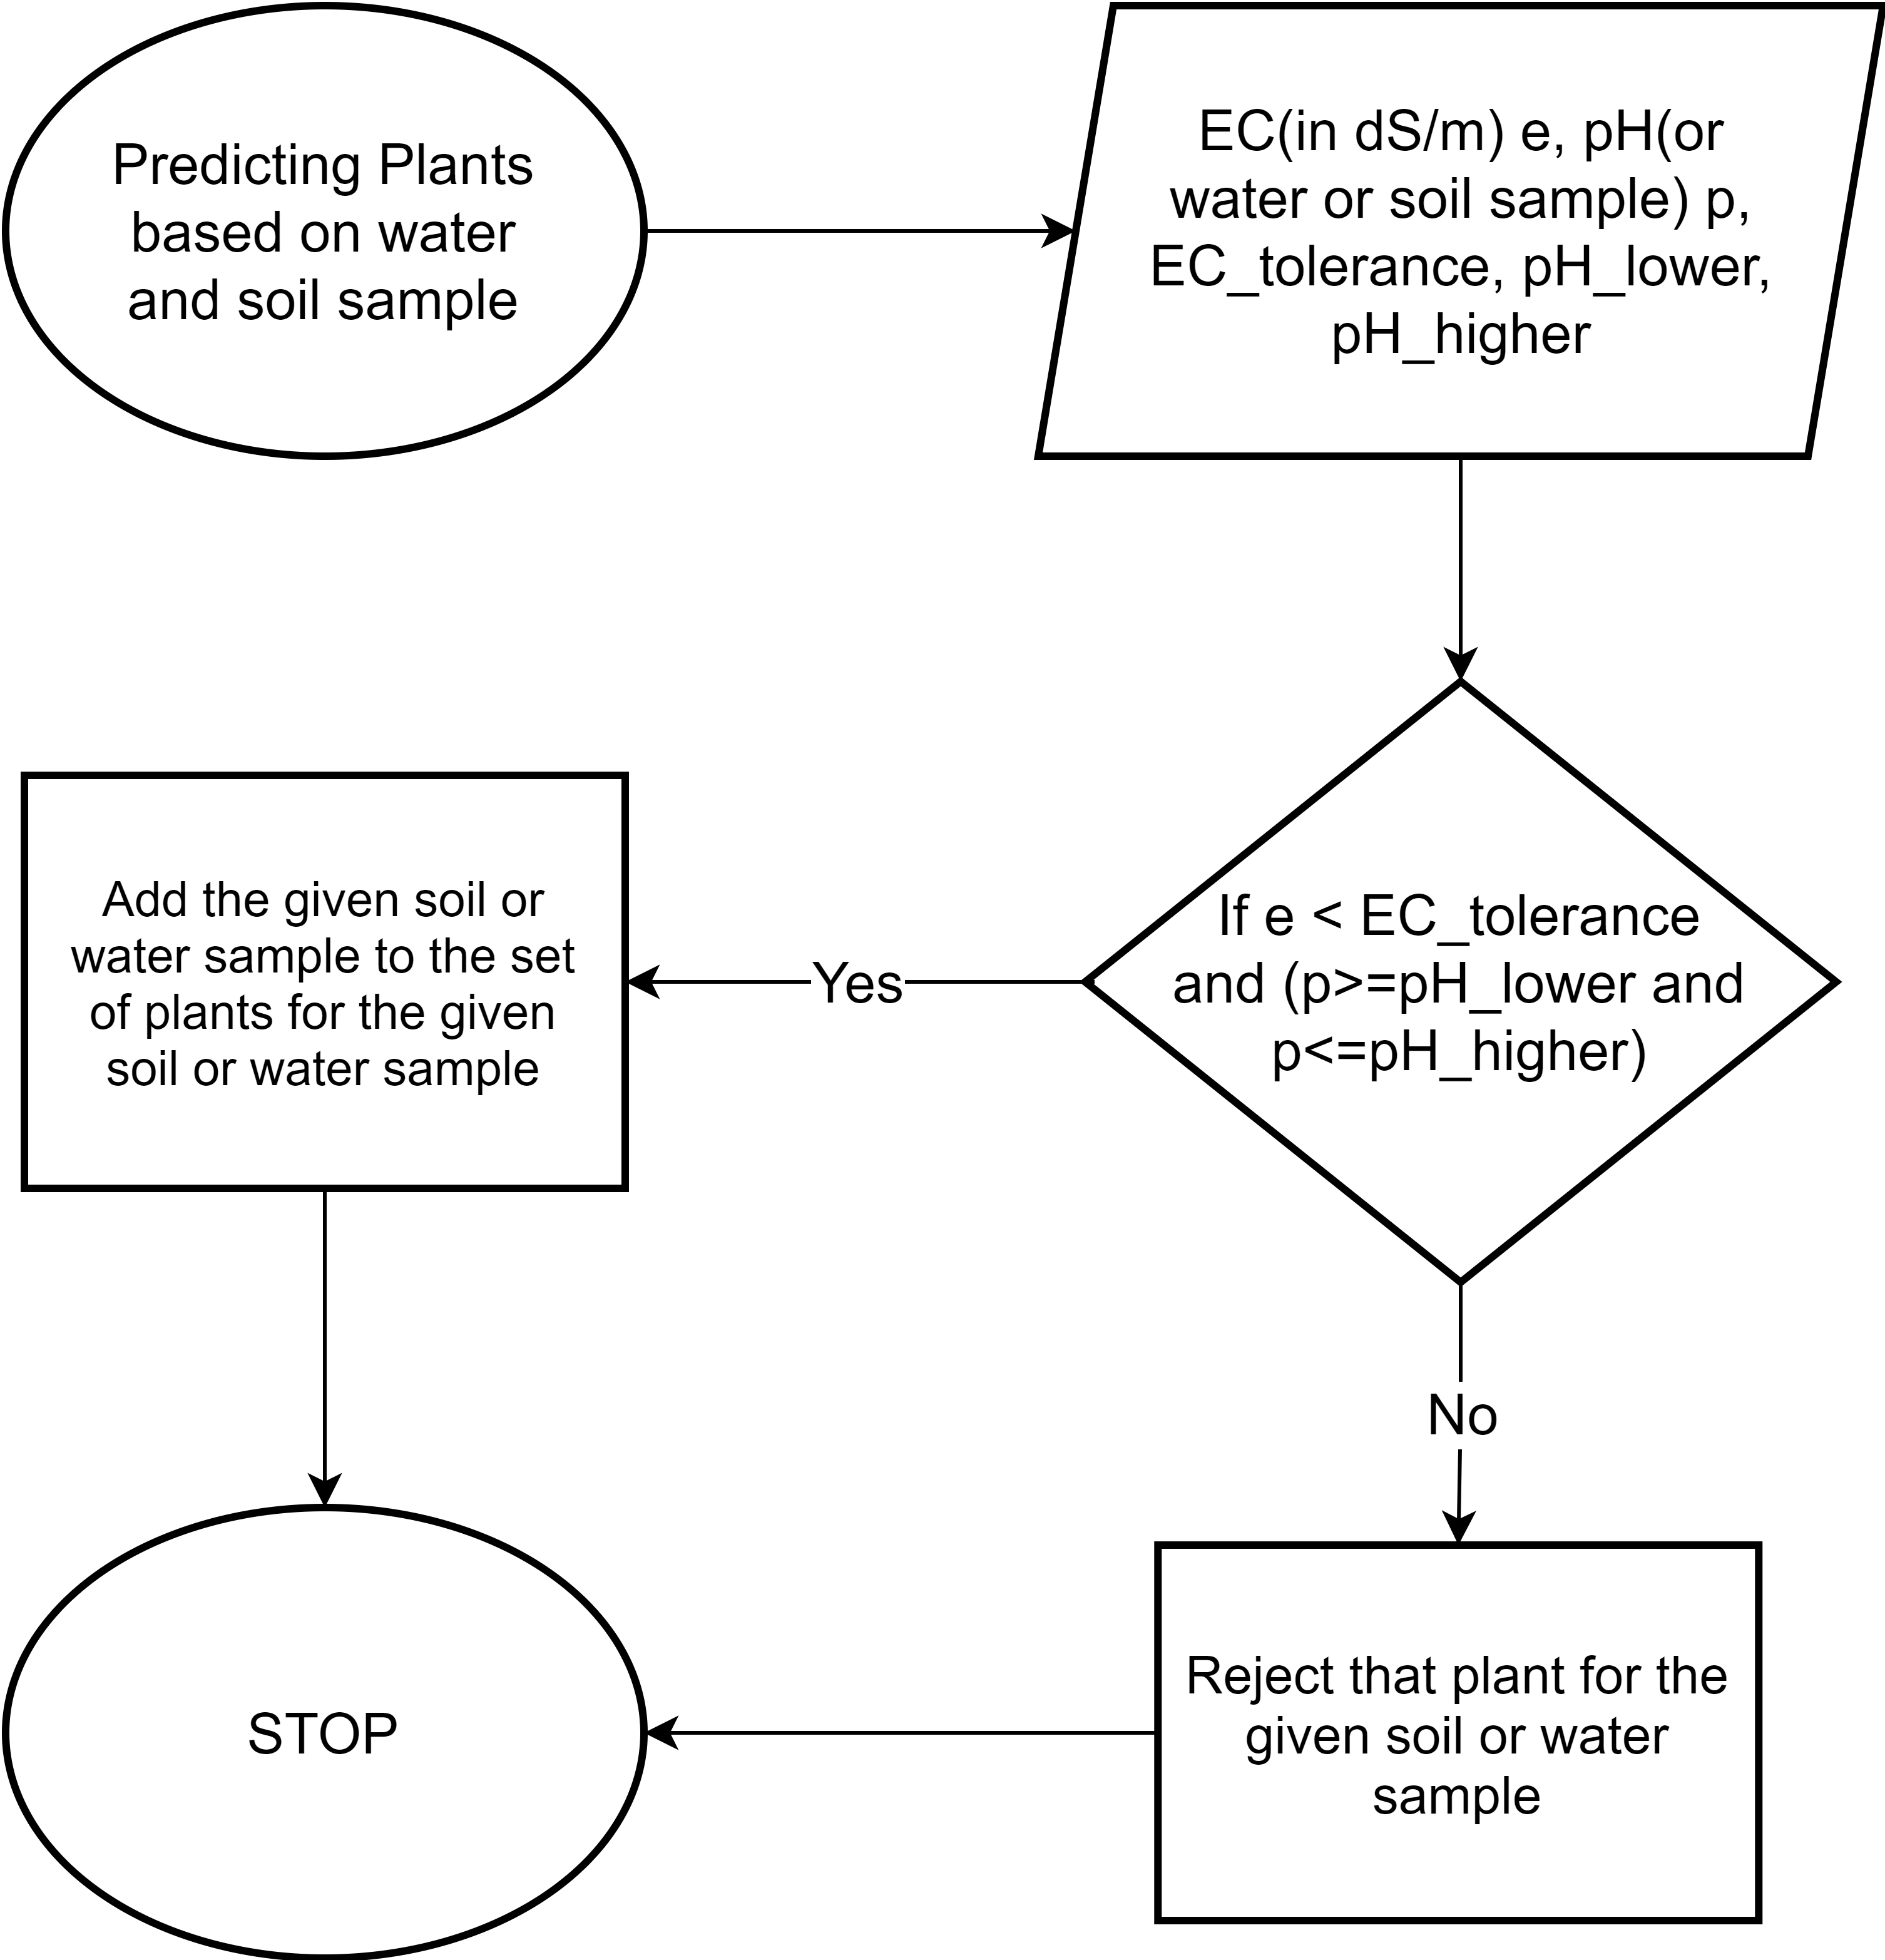 Predicting Plants
based on water
and soil sample
EC(in dS/m) e, pH(or
water or soil sample) p,
EC_tolerance, pH_lower,
pH_higher
If e < EC_tolerance
and (p>=pH_lower and
p<=pH_higher)
Yes
Add the given soil or
water sample to the set
of plants for the given
soil or water sample
No
Reject that plant for the
given soil or water
sample
STOP